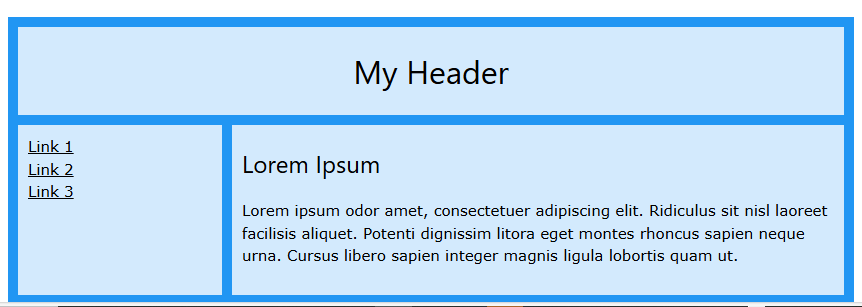 My Header
Link 1
Link 2
Link 3
Lorem Ipsum
Lorem ipsum odor amet, consectetuer adipiscing elit. Ridiculus sit nisl laoreet
facilisis aliquet. Potenti dignissim litora eget montes rhoncus sapien neque
urna. Cursus libero sapien integer magnis ligula lobortis quam ut.